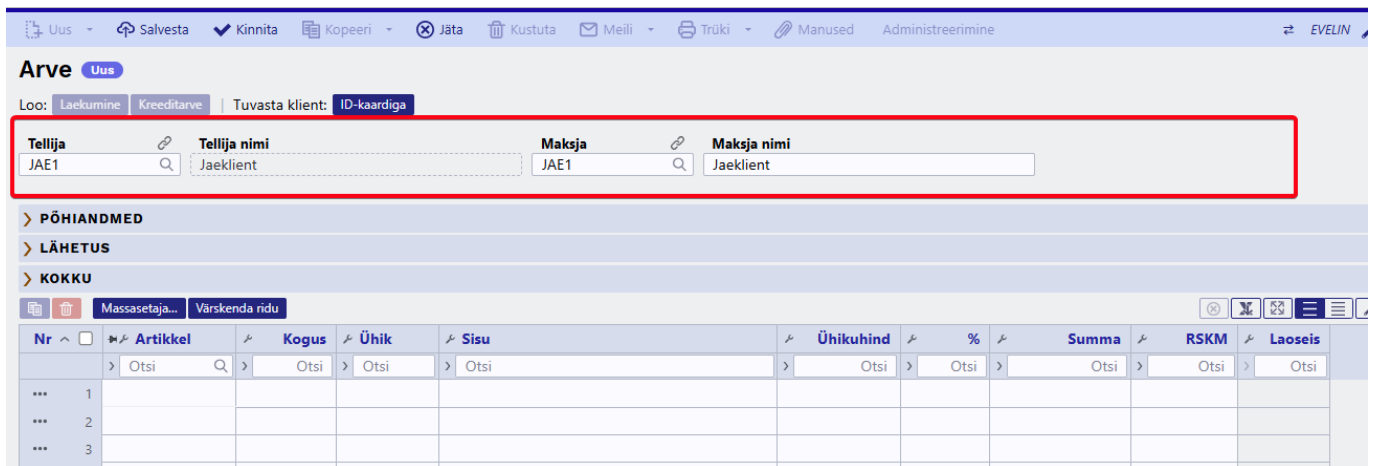 Uus Salvesta Kinnita Kopeeri Jäta Kustuta Meili Trüki Manused Administreerimine EVELIN
Arve Uus
Loo: Laekumine Kreeditarve | Tuvasta klient: ID-kaardiga
Tellija Tellija nimi Maksja Maksja nimi
JAE1 Jaeklient JAE1 Jaeklient
PÕHIANDMED
LÄHETUS
KOKKU
Massasetaja... Värskenda ridu
Nr Artikkel Kogus Ühik Sisu Ühikuhind % Summa RSKM Laoseis
Otsi Otsi Otsi Otsi Otsi Otsi Otsi Otsi Otsi
1
2
3